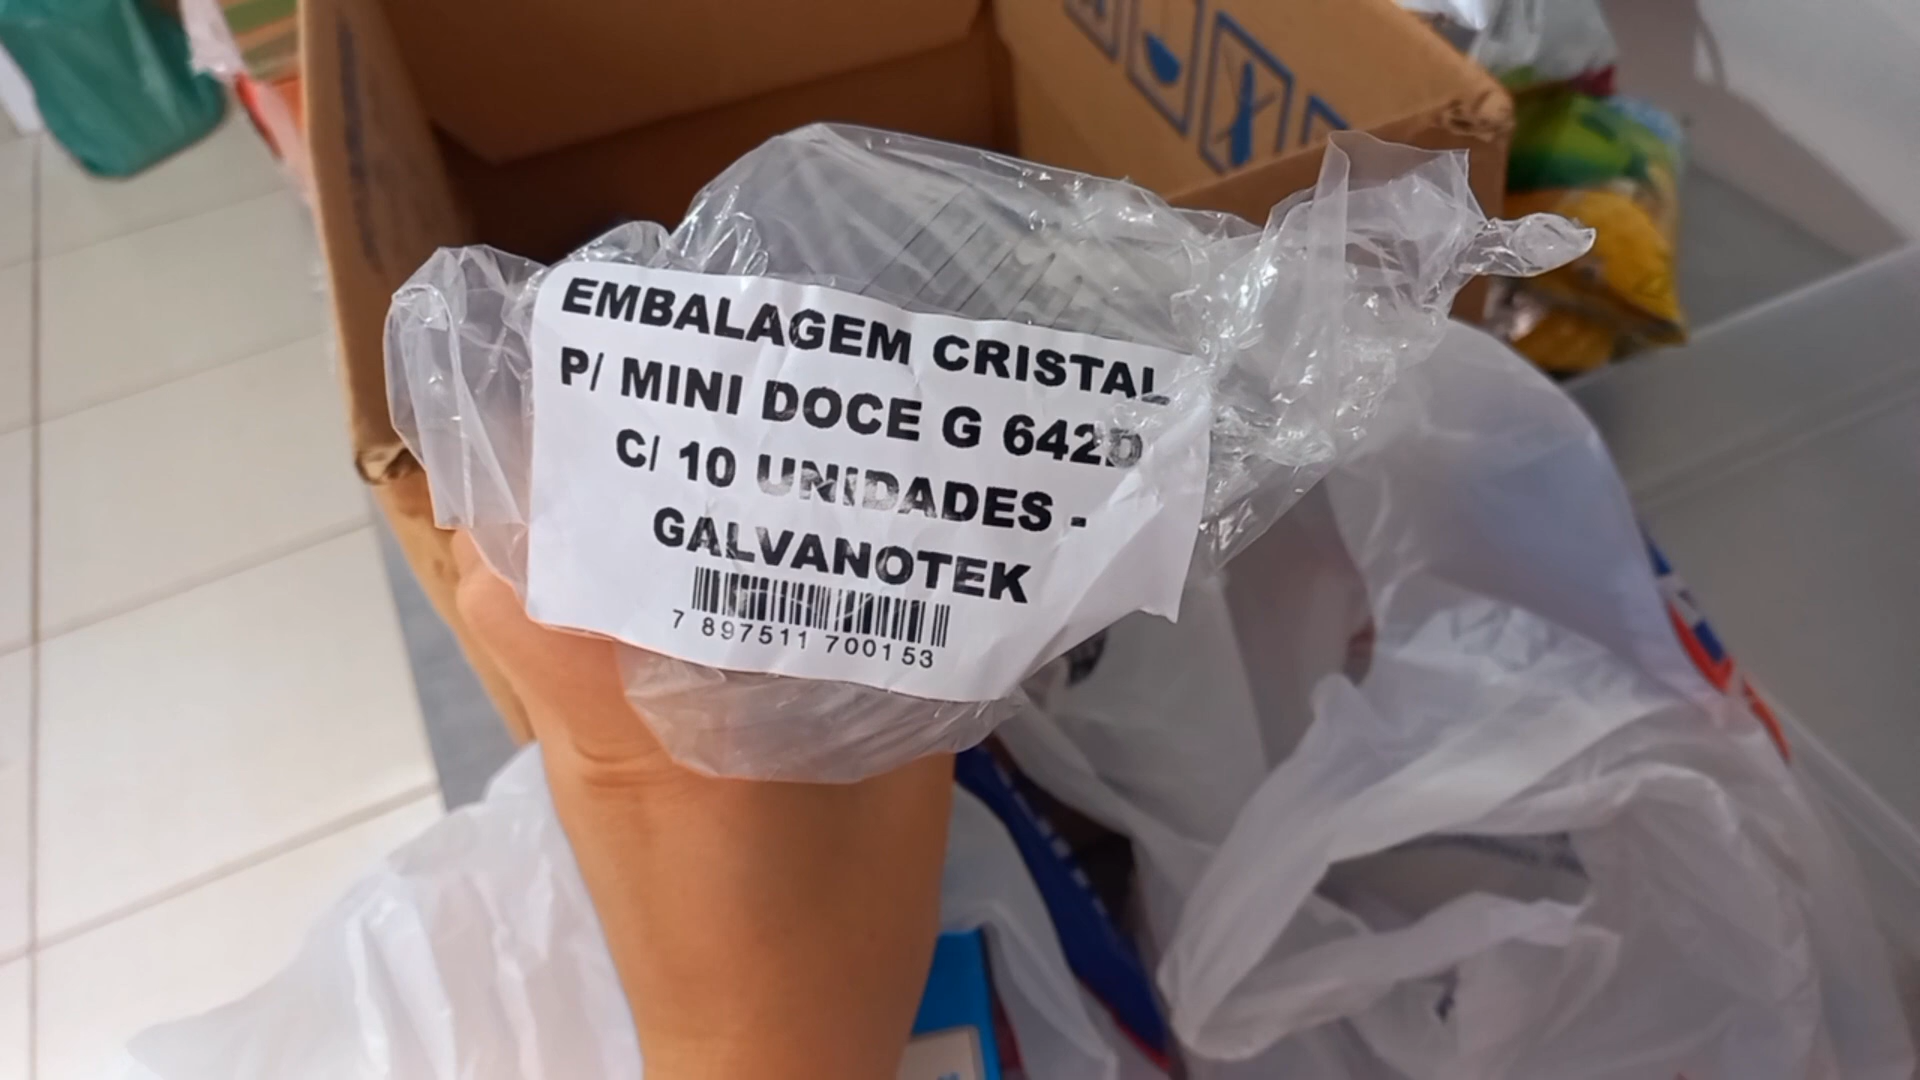 EMBALAGEM CRISTAL
P/ MINI DOCE G 642D
C/ 10 UNIDADES -
GALVANOTEK
7 897511 700153